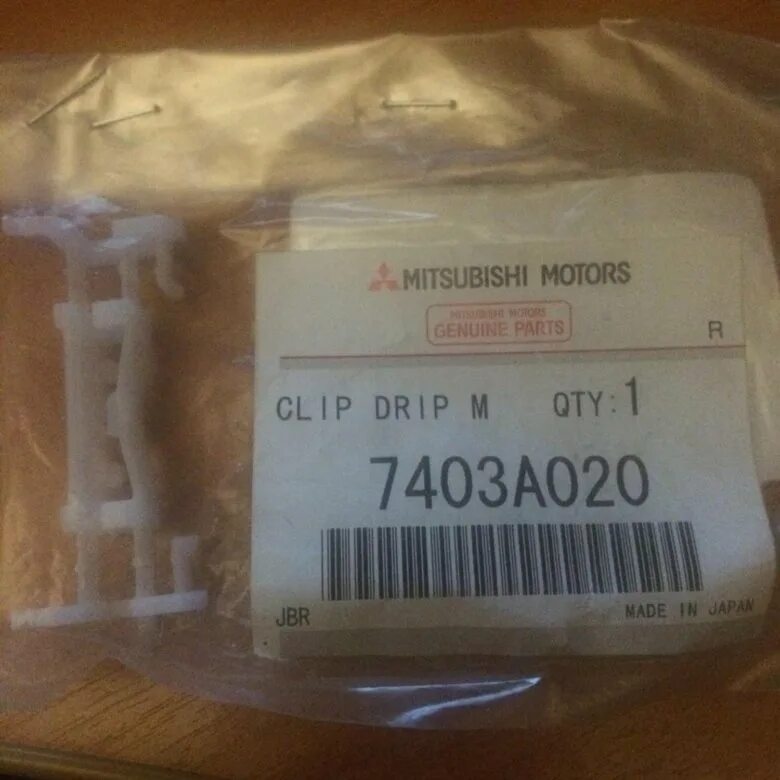 MITSUBISHI MOTORS
MITSUBISHI MOTORS
GENUINE PARTS
R
CLIP DRIP M QTY:1
7403A020
JBR MADE IN JAPAN